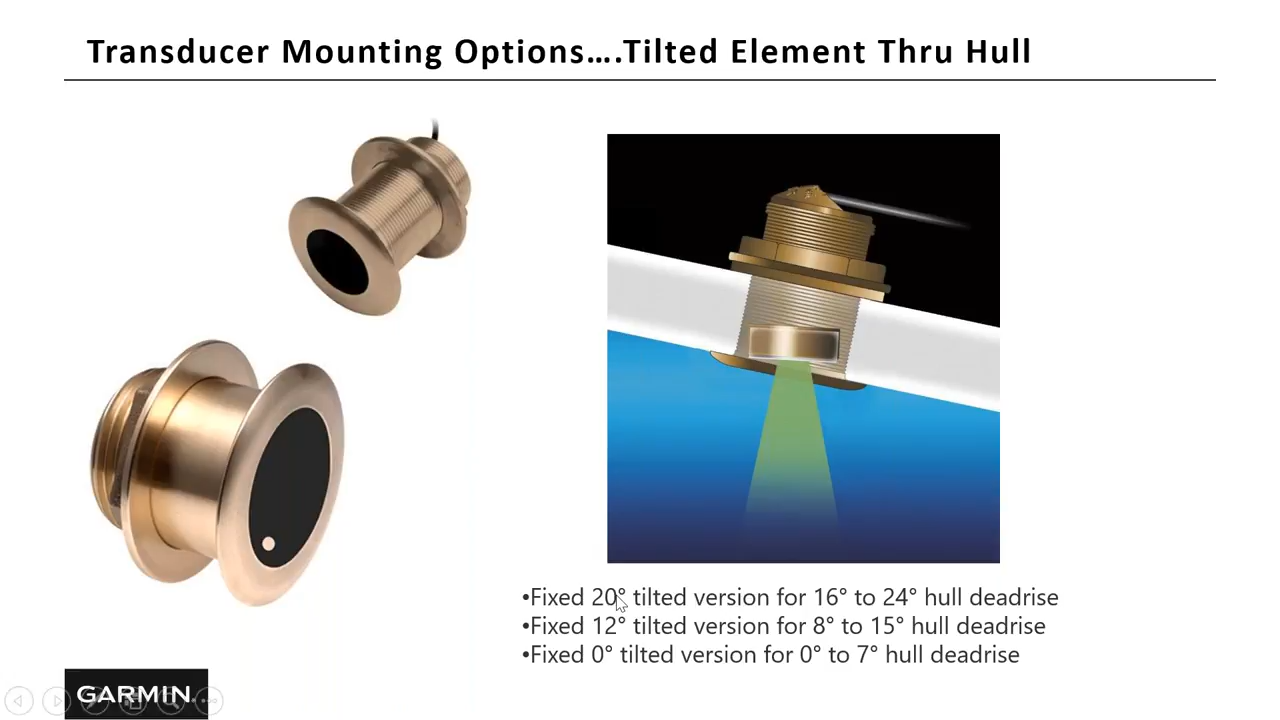 Transducer Mounting Options….Tilted Element Thru Hull
•Fixed 20° tilted version for 16° to 24° hull deadrise
•Fixed 12° tilted version for 8° to 15° hull deadrise
•Fixed 0° tilted version for 0° to 7° hull deadrise
GARMIN